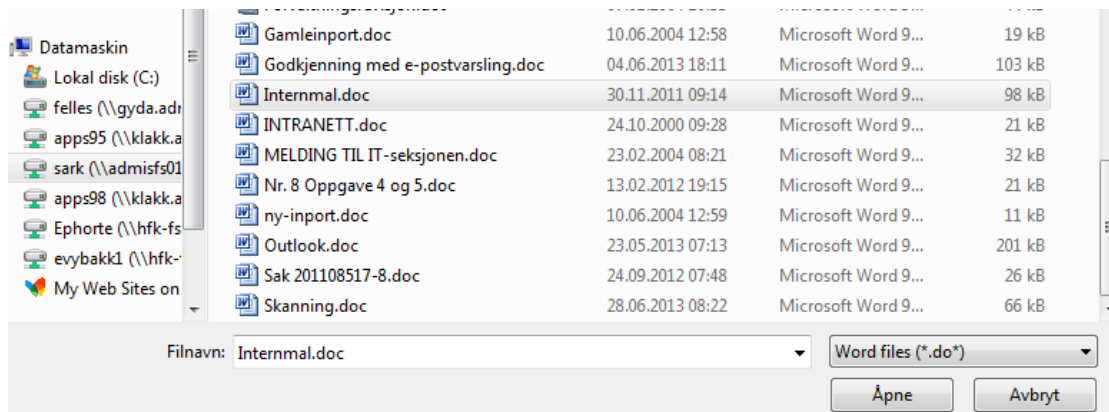 Datamaskin
Lokal disk (C:)
felles (\\gyda.adr
apps95 (\\klakk.a
sark (\\admisfs01
apps98 (\\klakk.a
Ephorte (\\hfk-fs
evybakk1 (\\hfk-
My Web Sites on
Gamleinport.doc 10.06.2004 12:58 Microsoft Word 9... 19 kB
Godkjenning med e-postvarsling.doc 04.06.2013 18:11 Microsoft Word 9... 103 kB
Internmal.doc 30.11.2011 09:14 Microsoft Word 9... 98 kB
INTRANETT.doc 24.10.2000 09:28 Microsoft Word 9... 21 kB
MELDING TIL IT-seksjonen.doc 23.02.2004 08:21 Microsoft Word 9... 32 kB
Nr. 8 Oppgave 4 og 5.doc 13.02.2012 19:15 Microsoft Word 9... 21 kB
ny-inport.doc 10.06.2004 12:59 Microsoft Word 9... 11 kB
Outlook.doc 23.05.2013 07:13 Microsoft Word 9... 201 kB
Sak 201108517-8.doc 24.09.2012 07:48 Microsoft Word 9... 26 kB
Skanning.doc 28.06.2013 08:22 Microsoft Word 9... 66 kB
Filnavn: Internmal.doc Word files (*.do*)
Åpne Avbryt